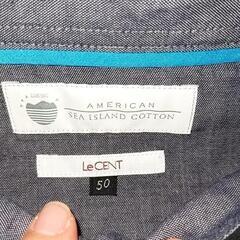 AMERICAN
SEA ISLAND COTTON
LeCENT
50